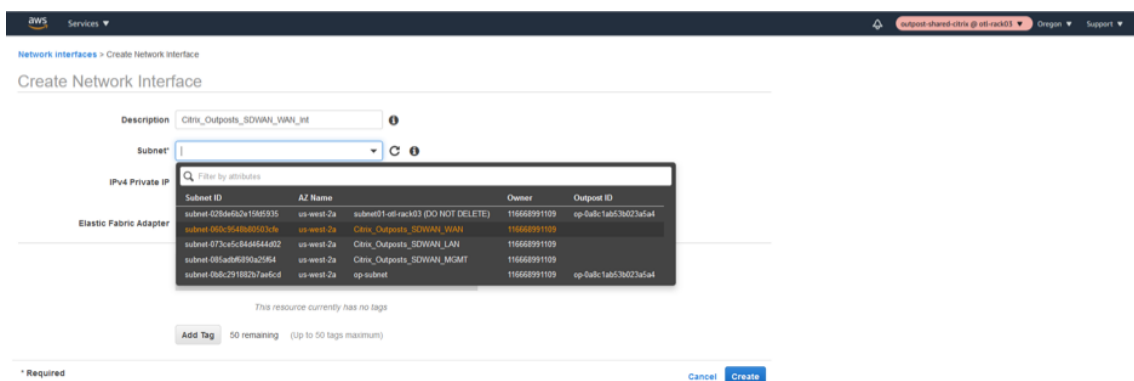 aws Services ▼ outpost-shared-citrix @ otl-rack03 ▼ Oregon ▼ Support ▼
Network Interfaces > Create Network Interface
Create Network Interface
Description Citrix_Outposts_SDWAN_WAN_Int
Subnet*
IPv4 Private IP
Filter by attributes
Subnet ID AZ Name Owner Outpost ID
subnet-028de6b2e15fd5935 us-west-2a subnet01-otl-rack03 (DO NOT DELETE) 116668991109 op-0a8c1ab53b023a5a4
Elastic Fabric Adapter
subnet-060c9548b80503cfe us-west-2a Citrix_Outposts_SDWAN_WAN 116668991109
subnet-073ce5c84d4644d02 us-west-2a Citrix_Outposts_SDWAN_LAN 116668991109
subnet-085adbf6890a25f64 us-west-2a Citrix_Outposts_SDWAN_MGMT 116668991109
subnet-0b8c291882b7ae6cd us-west-2a op-subnet 116668991109 op-0a8c1ab53b023a5a4
This resource currently has no tags
Add Tag 50 remaining (Up to 50 tags maximum)
* Required Cancel Create